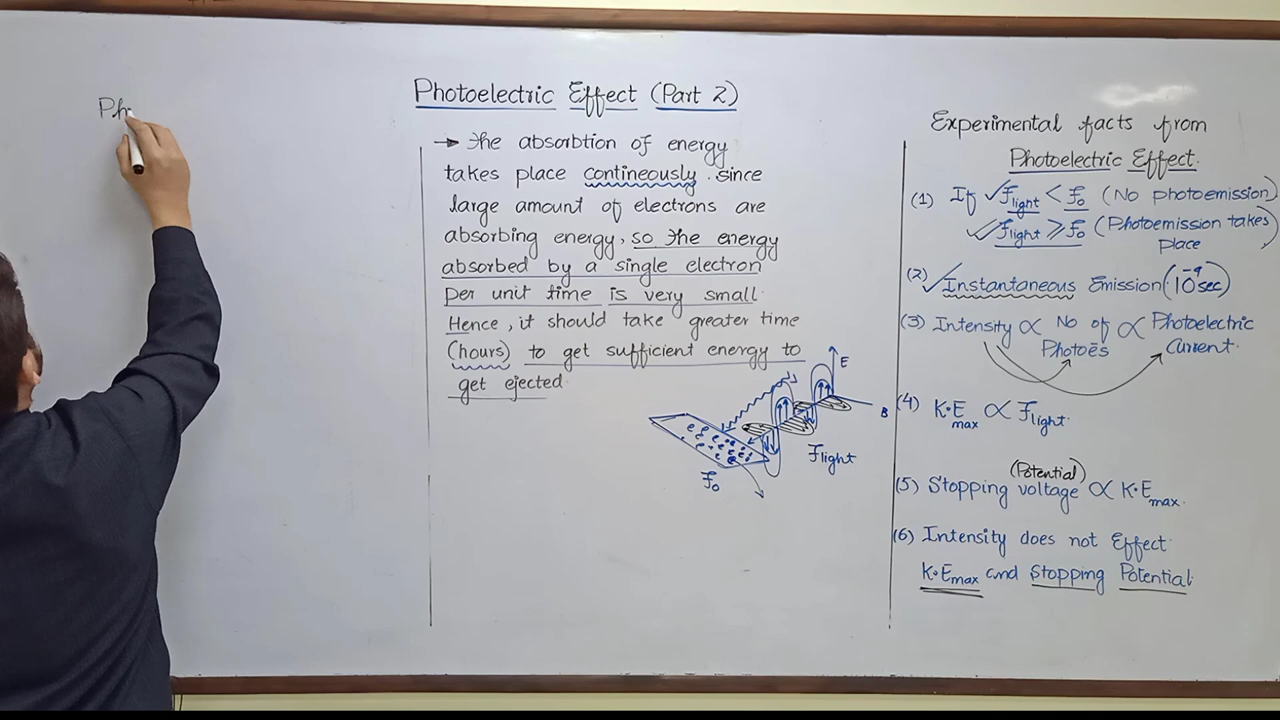 Ph
Photoelectric Effect (Part 2)
→ The absorbtion of energy
takes place contineously. since
large amount of electrons are
absorbing energy, so the energy
absorbed by a single electron
per unit time is very small.
Hence, it should take greater time
(hours) to get sufficient energy to
get ejected.
E
B
f₀
flight
Experimental facts from
Photoelectric Effect.
(1) If ✓flight < f₀ (No photoemission)
✓flight ⩾ f₀ (Photoemission takes place)
(2) ✓Instantaneous Emission (10⁻⁹ sec)
(3) Intensity ∝ No of Photoēs ∝ Photoelectric Current.
(4) K·Emax ∝ flight.
(5) Stopping voltage (Potential) ∝ K·Emax.
(6) Intensity does not Effect
K·Emax and Stopping Potential.